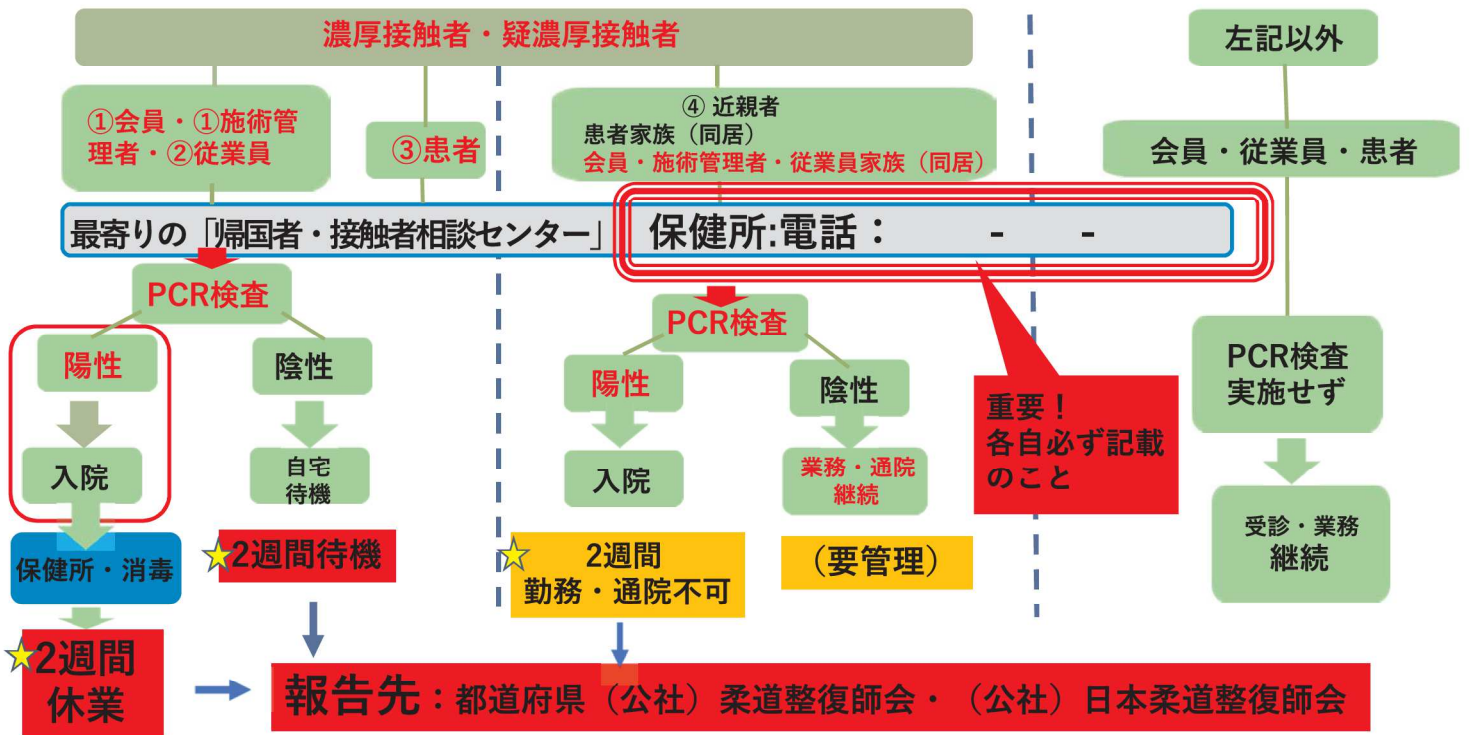 濃厚接触者・疑濃厚接触者
左記以外
①会員・①施術管
理者・②従業員
③患者
④ 近親者
患者家族（同居）
会員・施術管理者・従業員家族（同居）
会員・従業員・患者
最寄りの「帰国者・接触者相談センター」
保健所:電話： - -
PCR検査
陽性
陰性
入院
自宅
待機
保健所・消毒
2週間待機
2週間
休業
PCR検査
陽性
陰性
入院
業務・通院
継続
2週間
勤務・通院不可
（要管理）
重要！
各自必ず記載
のこと
PCR検査
実施せず
受診・業務
継続
報告先：都道府県（公社）柔道整復師会・（公社）日本柔道整復師会